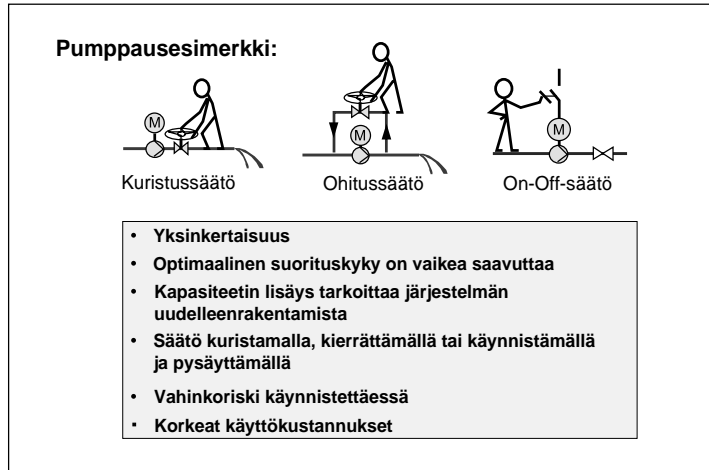 Pumppausesimerkki:
M
M
M
Kuristussäätö
Ohitussäätö
On-Off-säätö
• Yksinkertaisuus
• Optimaalinen suorituskyky on vaikea saavuttaa
• Kapasiteetin lisäys tarkoittaa järjestelmän
uudelleenrakentamista
• Säätö kuristamalla, kierrättämällä tai käynnistämällä
ja pysäyttämällä
• Vahinkoriski käynnistettäessä
• Korkeat käyttökustannukset